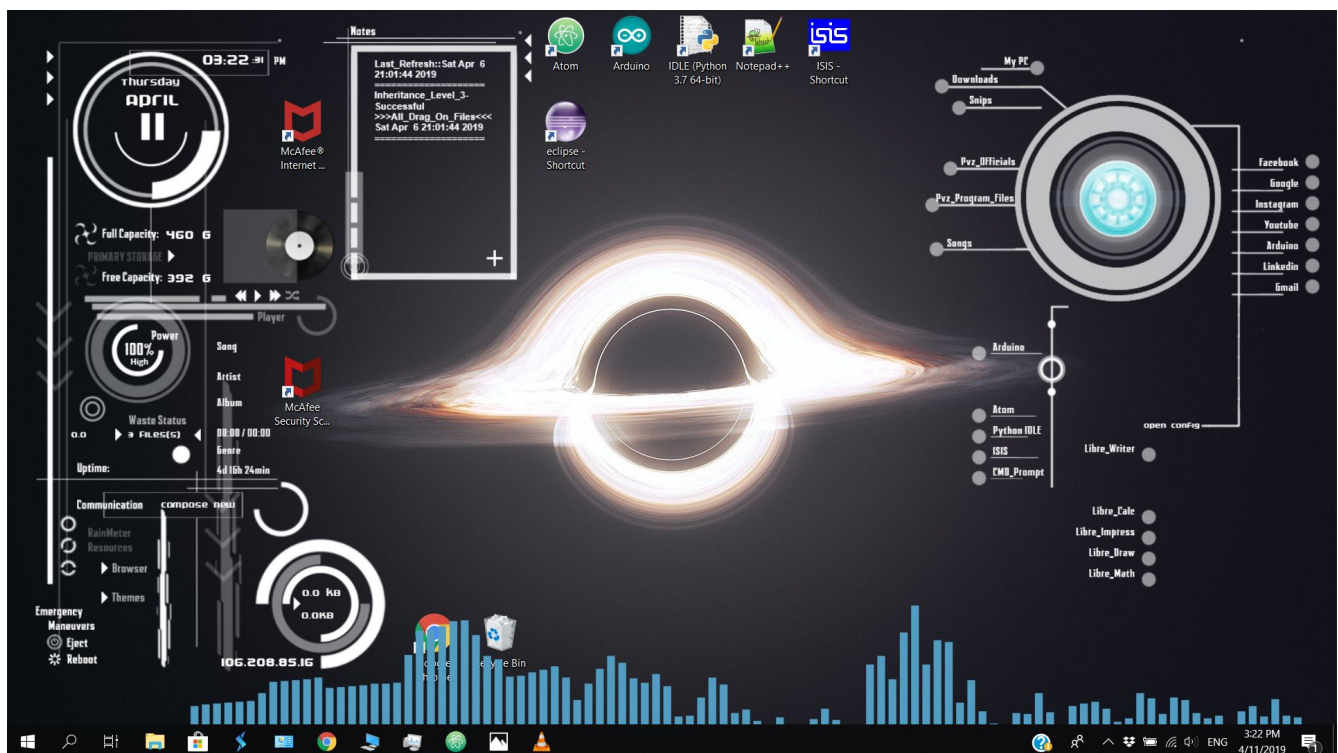 Thursday
APRIL
11
03:22 :31 PM
Full Capacity: 460 G
PRIMARY STORAGE
Free Capacity: 392 G
Player
Power
100%
High
Song
Artist
Album
00:00 / 00:00
Genre
4d 16h 24min
Waste Status
0.0
3 FILES(S)
Uptime:
Communication
compose new
RainMeter
Resources
Browser
Themes
Emergency
Maneuvers
Eject
Reboot
0.0 KB
0.0KB
106.208.85.16
McAfee®
Internet ...
McAfee
Security Sc...
Notes
Last_Refresh::Sat Apr 6
21:01:44 2019
====================
Inheritance_Level_3-
Successful
>>>All_Drag_On_Files<<<
Sat Apr 6 21:01:44 2019
====================
Atom
Arduino
IDLE (Python
3.7 64-bit)
Notepad++
isis
ISIS -
Shortcut
eclipse -
Shortcut
My PC
Downloads
Snips
Pvz_Officials
Pvz_Program_Files
Songs
Facebook
Google
Instagram
Youtube
Arduino
Linkedin
Gmail
open config
Arduino
Atom
Python IDLE
ISIS
CMD_Prompt
Libre_Writer
Libre_Calc
Libre_Impress
Libre_Draw
Libre_Math
Bin
ENG
3:22 PM
4/11/2019
1